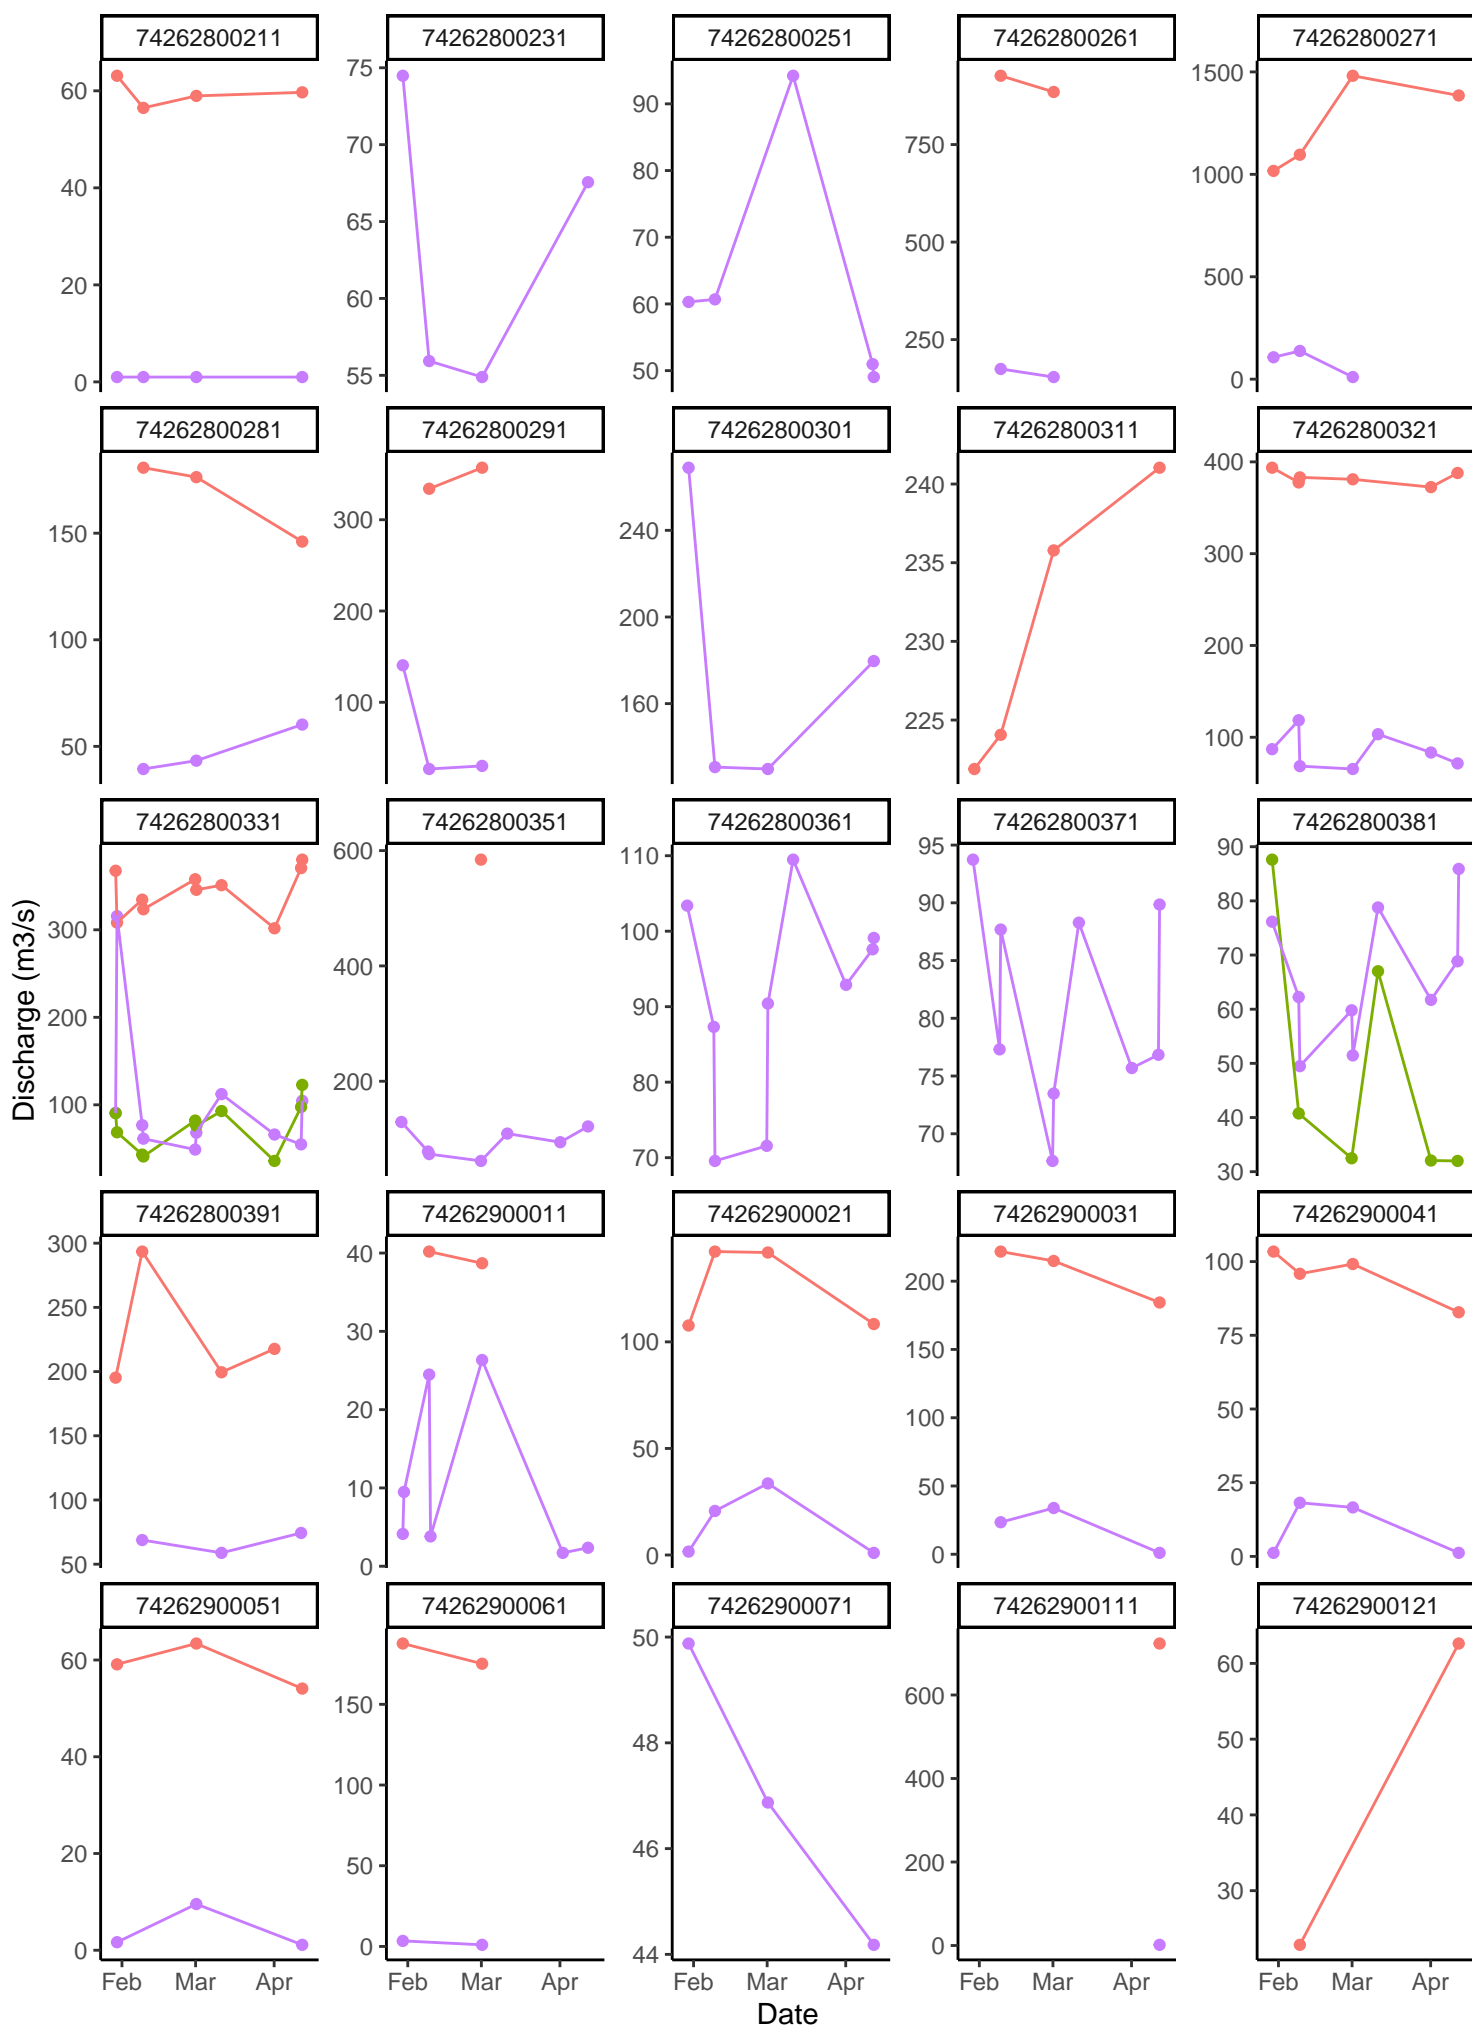 74262800211 74262800231 74262800251 74262800261 74262800271
60 40 20 0
75 70 65 60 55
90 80 70 60 50
750 500 250
1500 1000 500 0
74262800281 74262800291 74262800301 74262800311 74262800321
150 100 50
300 200 100
240 200 160
240 235 230 225
400 300 200 100
74262800331 74262800351 74262800361 74262800371 74262800381
300 200 100
600 400 200
110 100 90 80 70
95 90 85 80 75 70
90 80 70 60 50 40 30
Discharge (m3/s)
74262800391 74262900011 74262900021 74262900031 74262900041
300 250 200 150 100 50
40 30 20 10 0
100 50 0
200 150 100 50 0
100 75 50 25 0
74262900051 74262900061 74262900071 74262900111 74262900121
60 40 20 0
150 100 50 0
50 48 46 44
600 400 200 0
60 50 40 30
Feb Mar Apr Feb Mar Apr Feb Mar Apr Feb Mar Apr Feb Mar Apr
Date